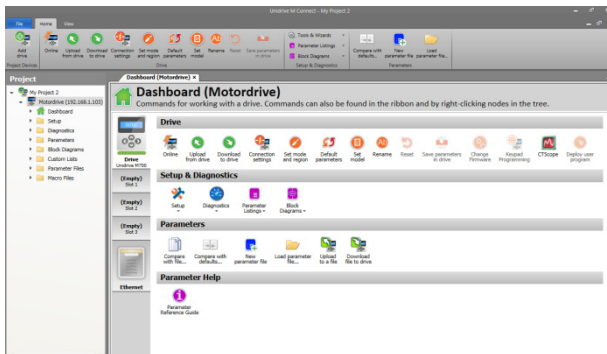 Unidrive M Connect - My Project 2
File Home View
Add drive
Online
Upload from drive
Download to drive
Connection settings
Set mode and region
Default parameters
Set model
Rename
Reset
Save parameters in drive
Tools & Wizards
Parameter Listings
Block Diagrams
Compare with defaults...
New parameter file
Load parameter file...
Project Devices
Drive
Setup & Diagnostics
Parameters
Project
My Project 2
Motordrive (192.168.1.103)
Dashboard
Setup
Diagnostics
Parameters
Block Diagrams
Custom Lists
Parameter Files
Macro Files
Dashboard (Motordrive) ×
Dashboard (Motordrive)
Commands for working with a drive. Commands can also be found in the ribbon and by right-clicking nodes in the tree.
Drive
Unidrive M700
(Empty)
Slot 1
(Empty)
Slot 2
(Empty)
Slot 3
Ethernet
Drive
Online
Upload from drive
Download to drive
Connection settings
Set mode and region
Default parameters
Set model
Rename
Reset
Save parameters in drive
Change Firmware
Keypad Programming
CTScope
Deploy user program
Setup & Diagnostics
Setup
Diagnostics
Parameter Listings
Block Diagrams
Parameters
Compare with file...
Compare with defaults...
New parameter file
Load parameter file...
Upload to a file
Download file to drive
Parameter Help
Parameter Reference Guide